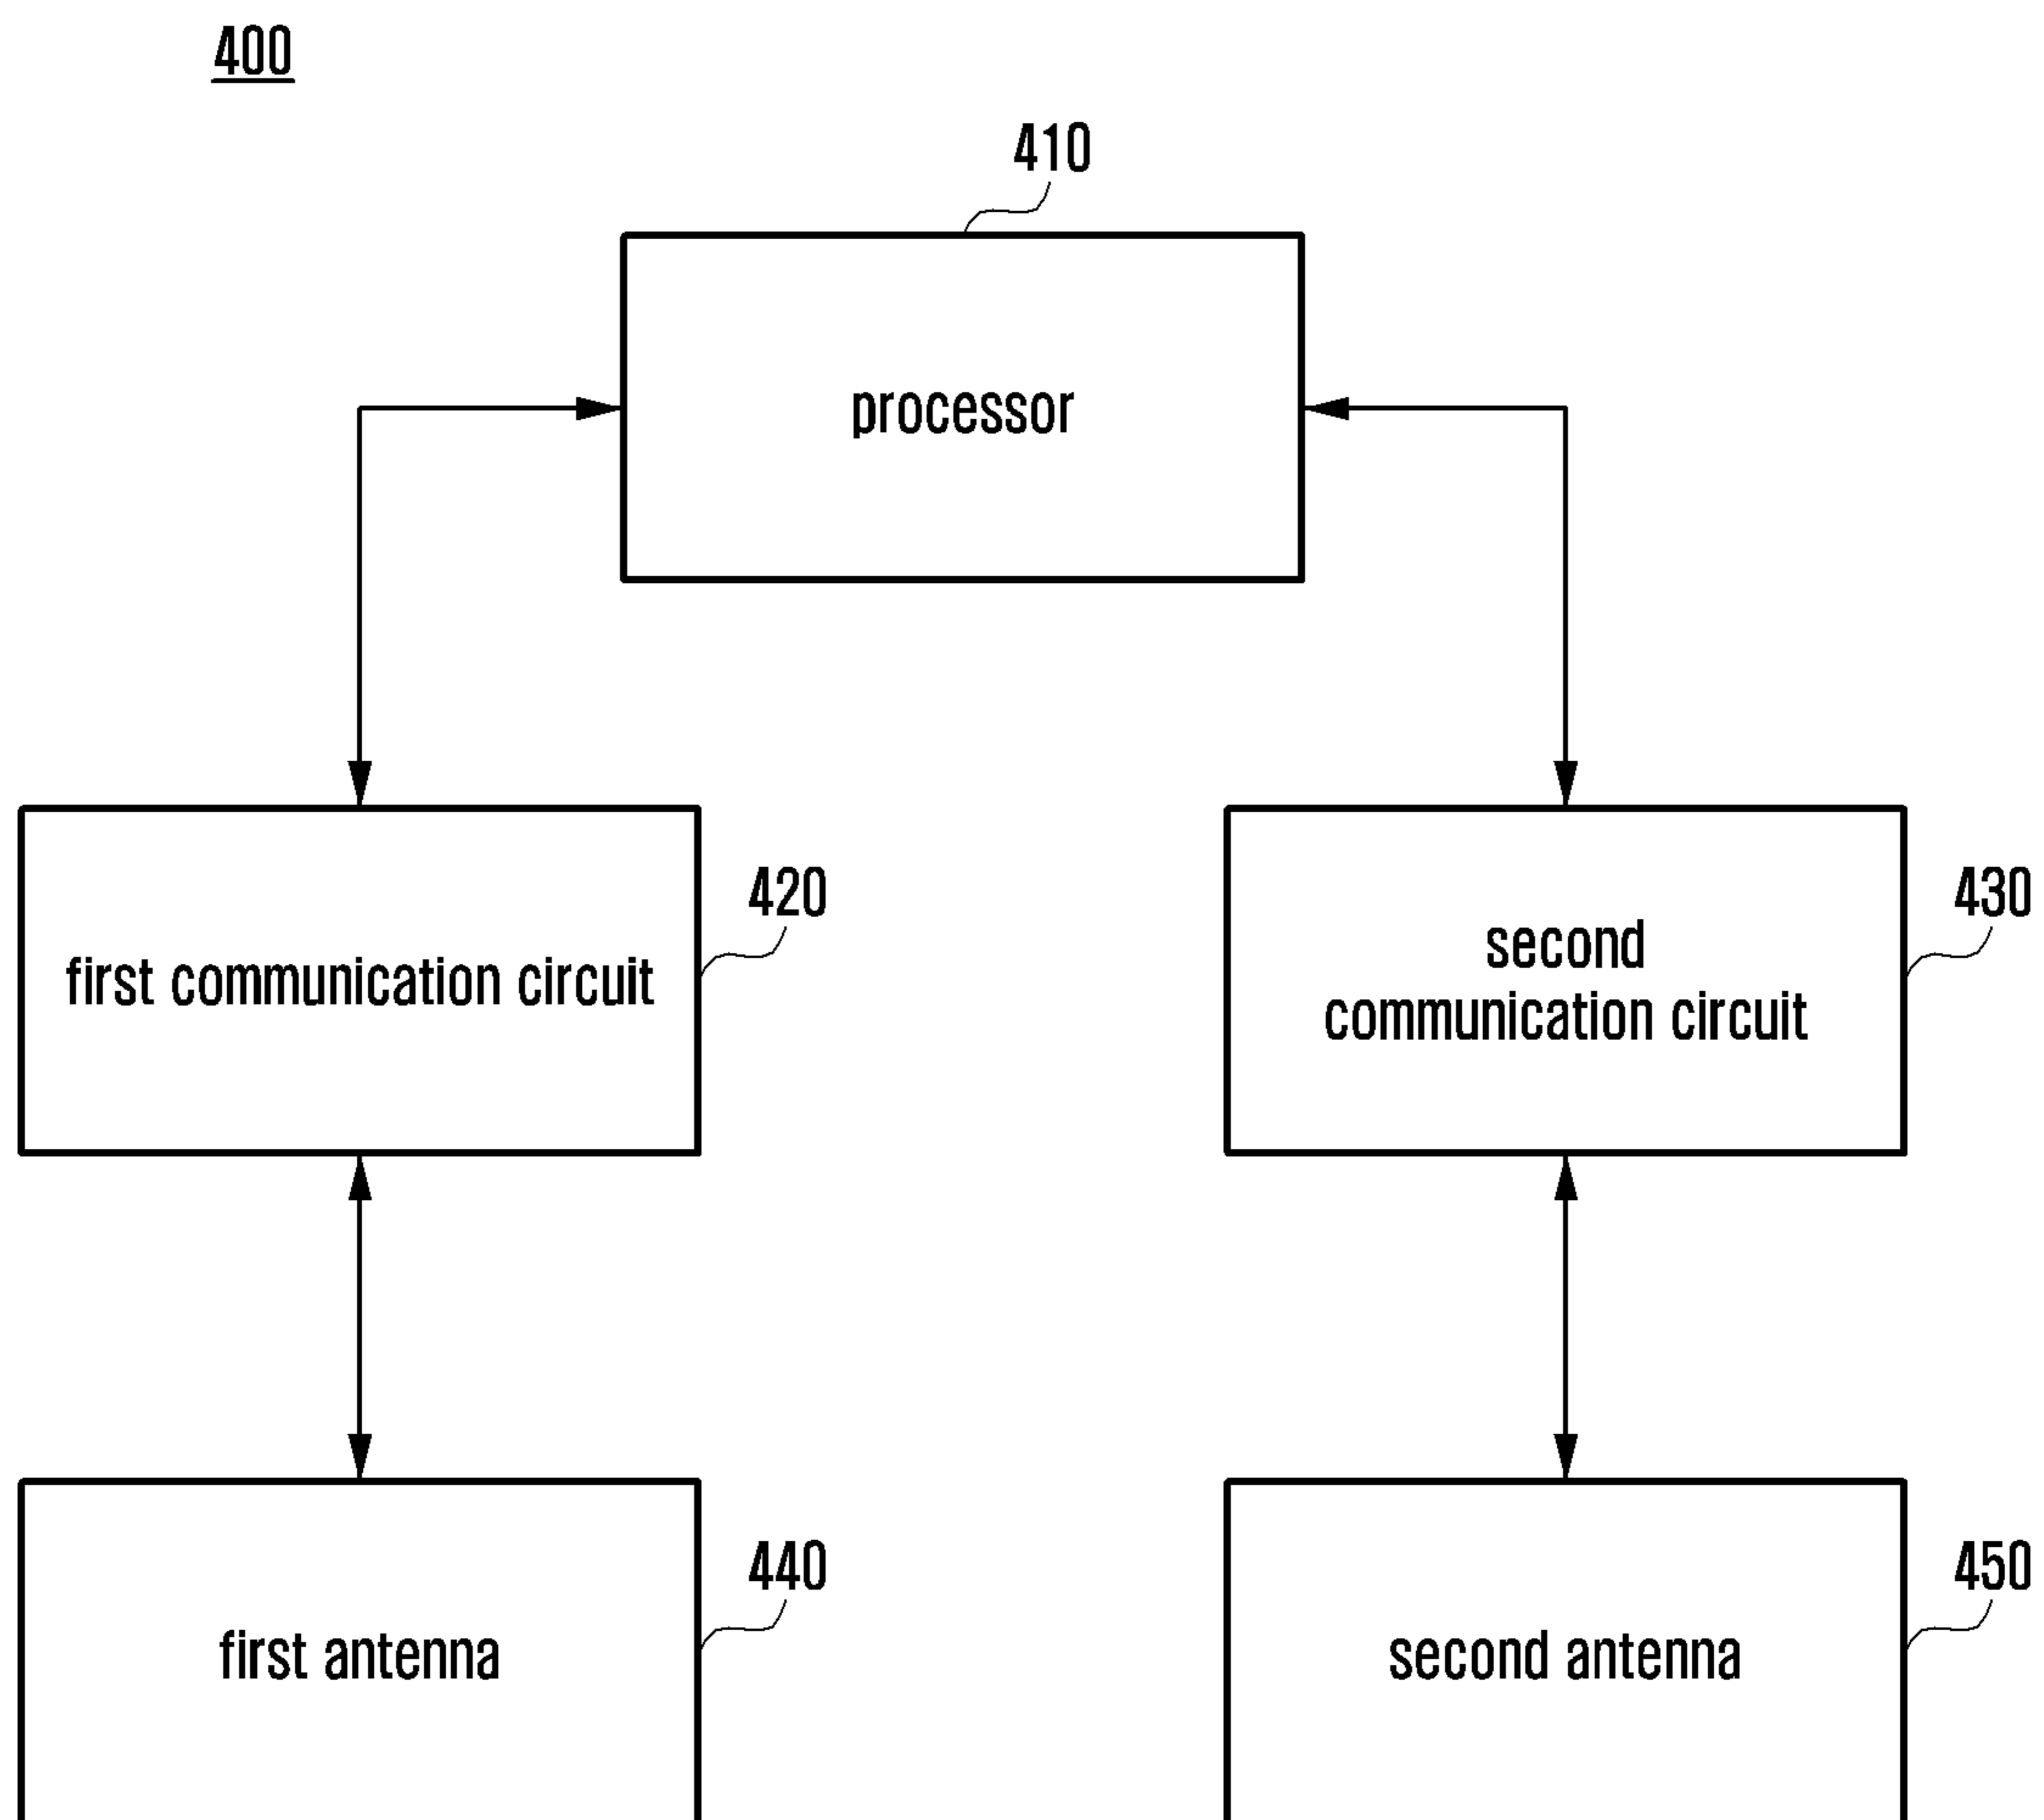 400
410
processor
420
first communication circuit
430
second
communication circuit
440
first antenna
450
second antenna